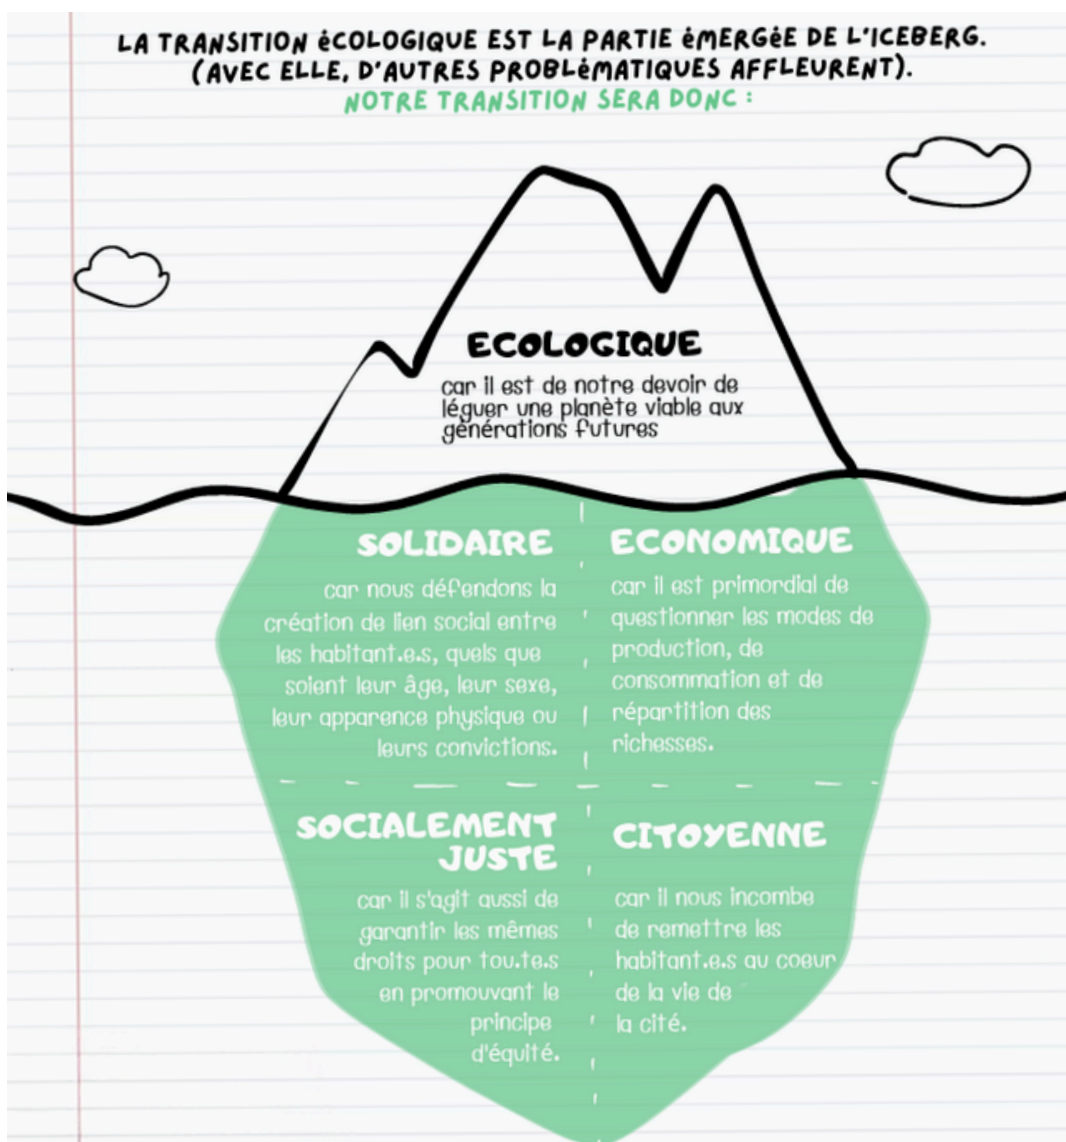 LA TRANSITION éCOLOGIQUE EST LA PARTIE éMERGéE DE L'ICEBERG.
(AVEC ELLE, D'AUTRES PROBLéMATIQUES AFFLEURENT).
NOTRE TRANSITION SERA DONC :
ECOLOGIQUE
car il est de notre devoir de
léguer une planète viable aux
générations futures
SOLIDAIRE
car nous défendons la
création de lien social entre
les habitant.e.s, quels que
soient leur âge, leur sexe,
leur apparence physique ou
leurs convictions.
ECONOMIQUE
car il est primordial de
questionner les modes de
production, de
consommation et de
répartition des
richesses.
SOCIALEMENT
JUSTE
car il s'agit aussi de
garantir les mêmes
droits pour tou.te.s
en promouvant le
principe
d'équité.
CITOYENNE
car il nous incombe
de remettre les
habitant.e.s au coeur
de la vie de
la cité.